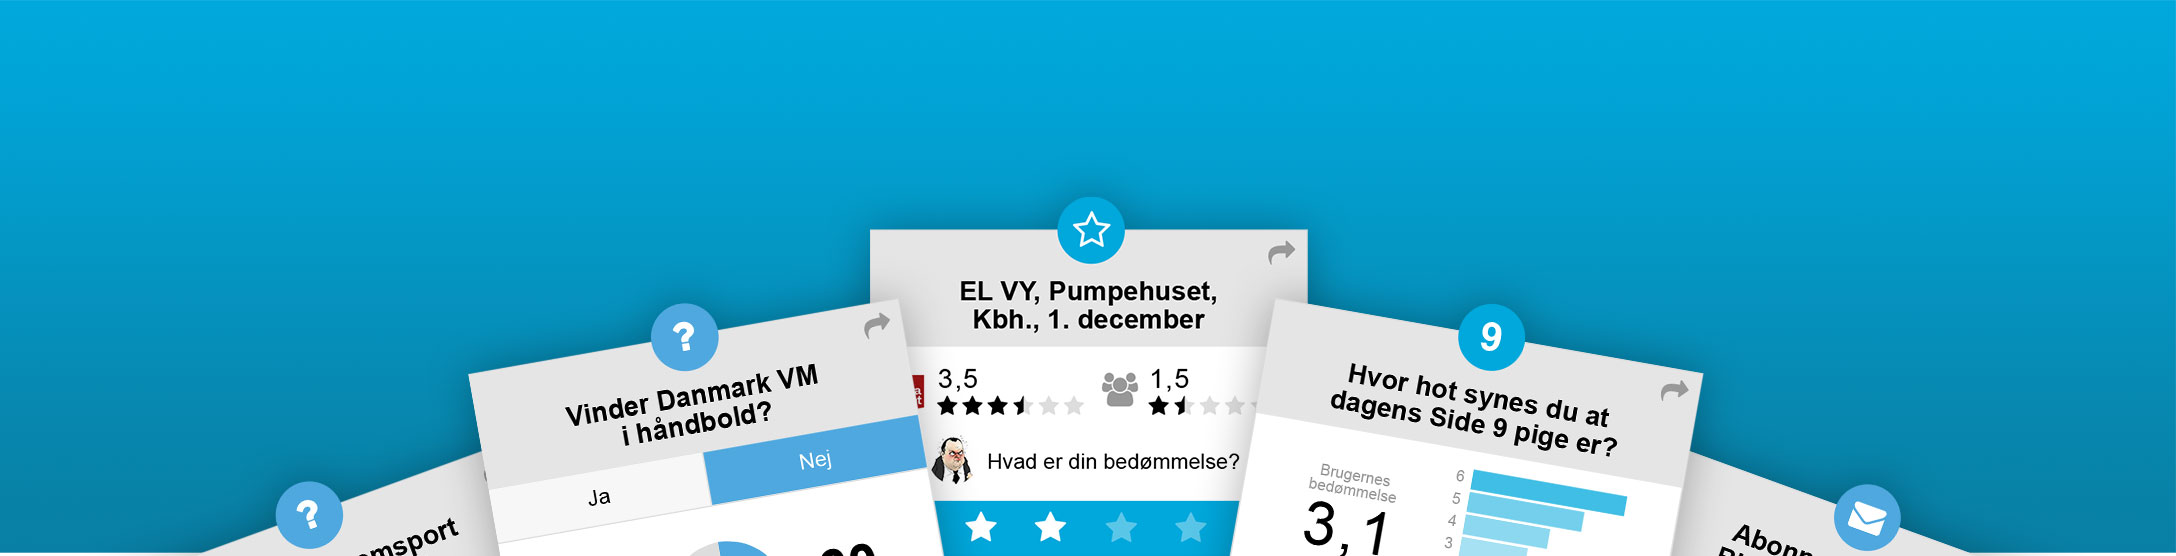 ?
omsport
?
Vinder Danmark VM
i håndbold?
Ja
Nej
EL VY, Pumpehuset,
Kbh., 1. december
3,5
1,5
Hvad er din bedømmelse?
9
Hvor hot synes du at
dagens Side 9 pige er?
Brugernes
bedømmelse
3,1
6
5
4
3
Abonn